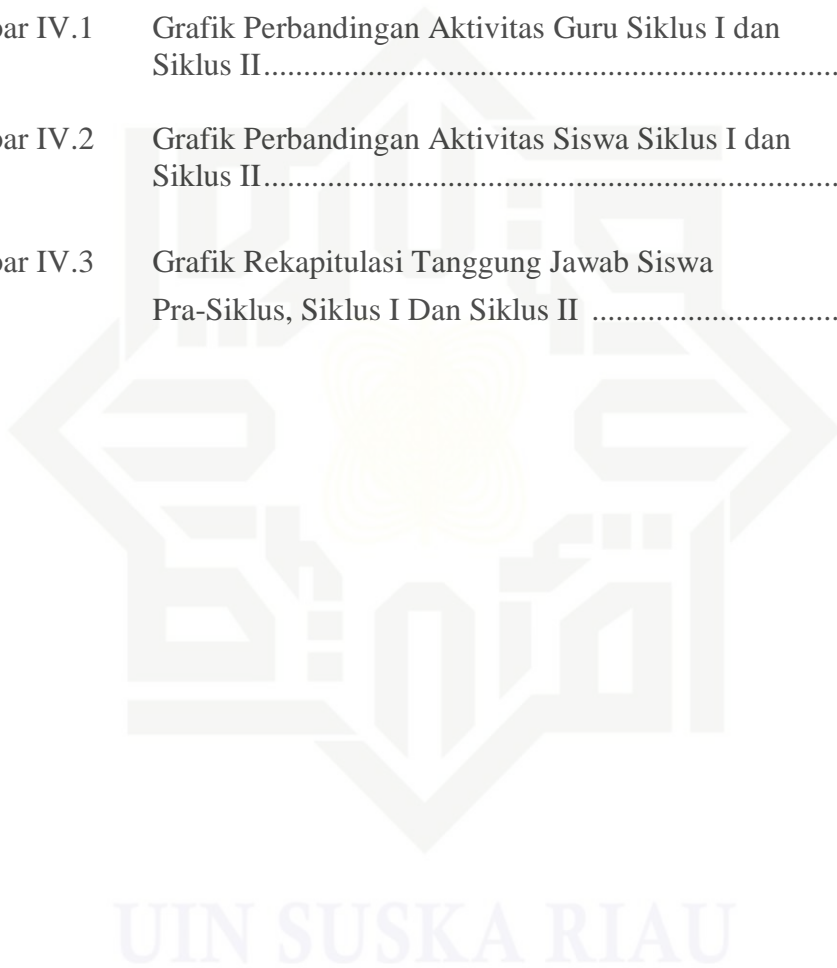 bar IV.1 Grafik Perbandingan Aktivitas Guru Siklus I dan
Siklus II..............................................................................
bar IV.2 Grafik Perbandingan Aktivitas Siswa Siklus I dan
Siklus II..............................................................................
bar IV.3 Grafik Rekapitulasi Tanggung Jawab Siswa
Pra-Siklus, Siklus I Dan Siklus II ................................
UIN SUSKA RIAU